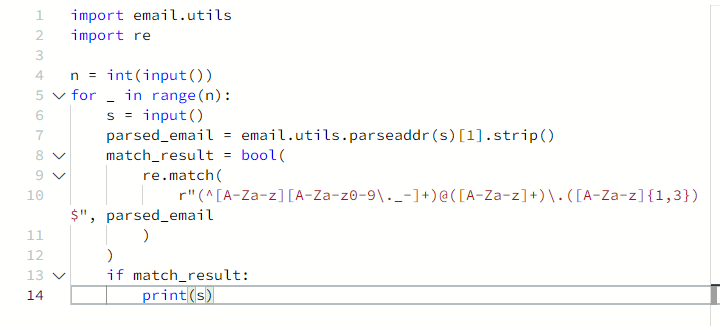 1 import email.utils
2 import re
3
4 n = int(input())
5 for _ in range(n):
6     s = input()
7     parsed_email = email.utils.parseaddr(s)[1].strip()
8     match_result = bool(
9         re.match(
10             r"(^[A-Za-z][A-Za-z0-9\._-]+)@([A-Za-z]+)\.([A-Za-z]{1,3})
$", parsed_email
11         )
12     )
13     if match_result:
14         print(s)